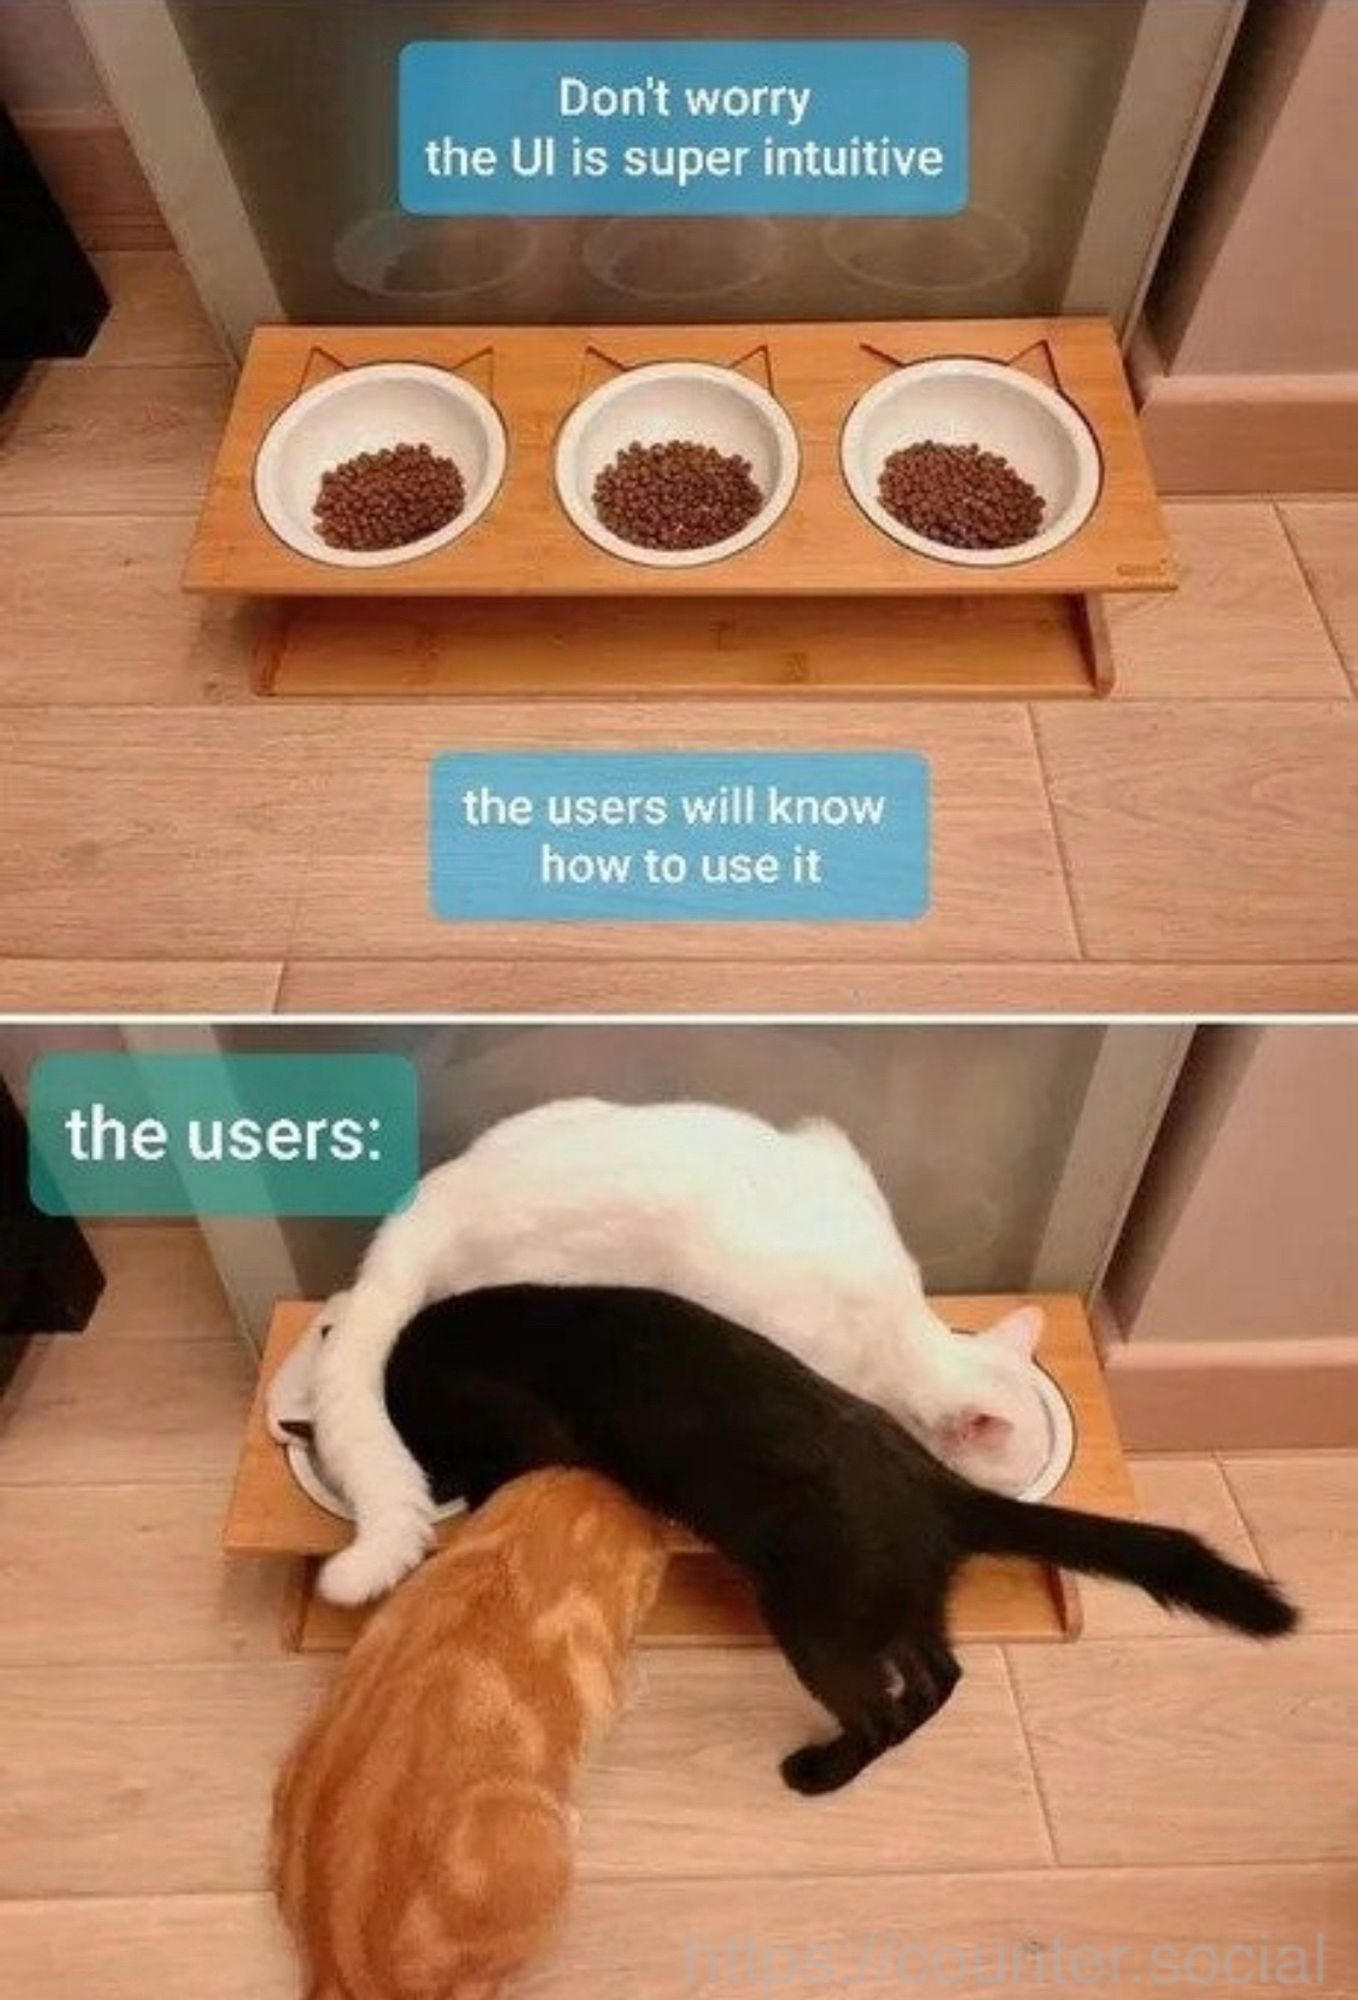 Don't worry
the UI is super intuitive
the users will know
how to use it
the users:
https://counter.social